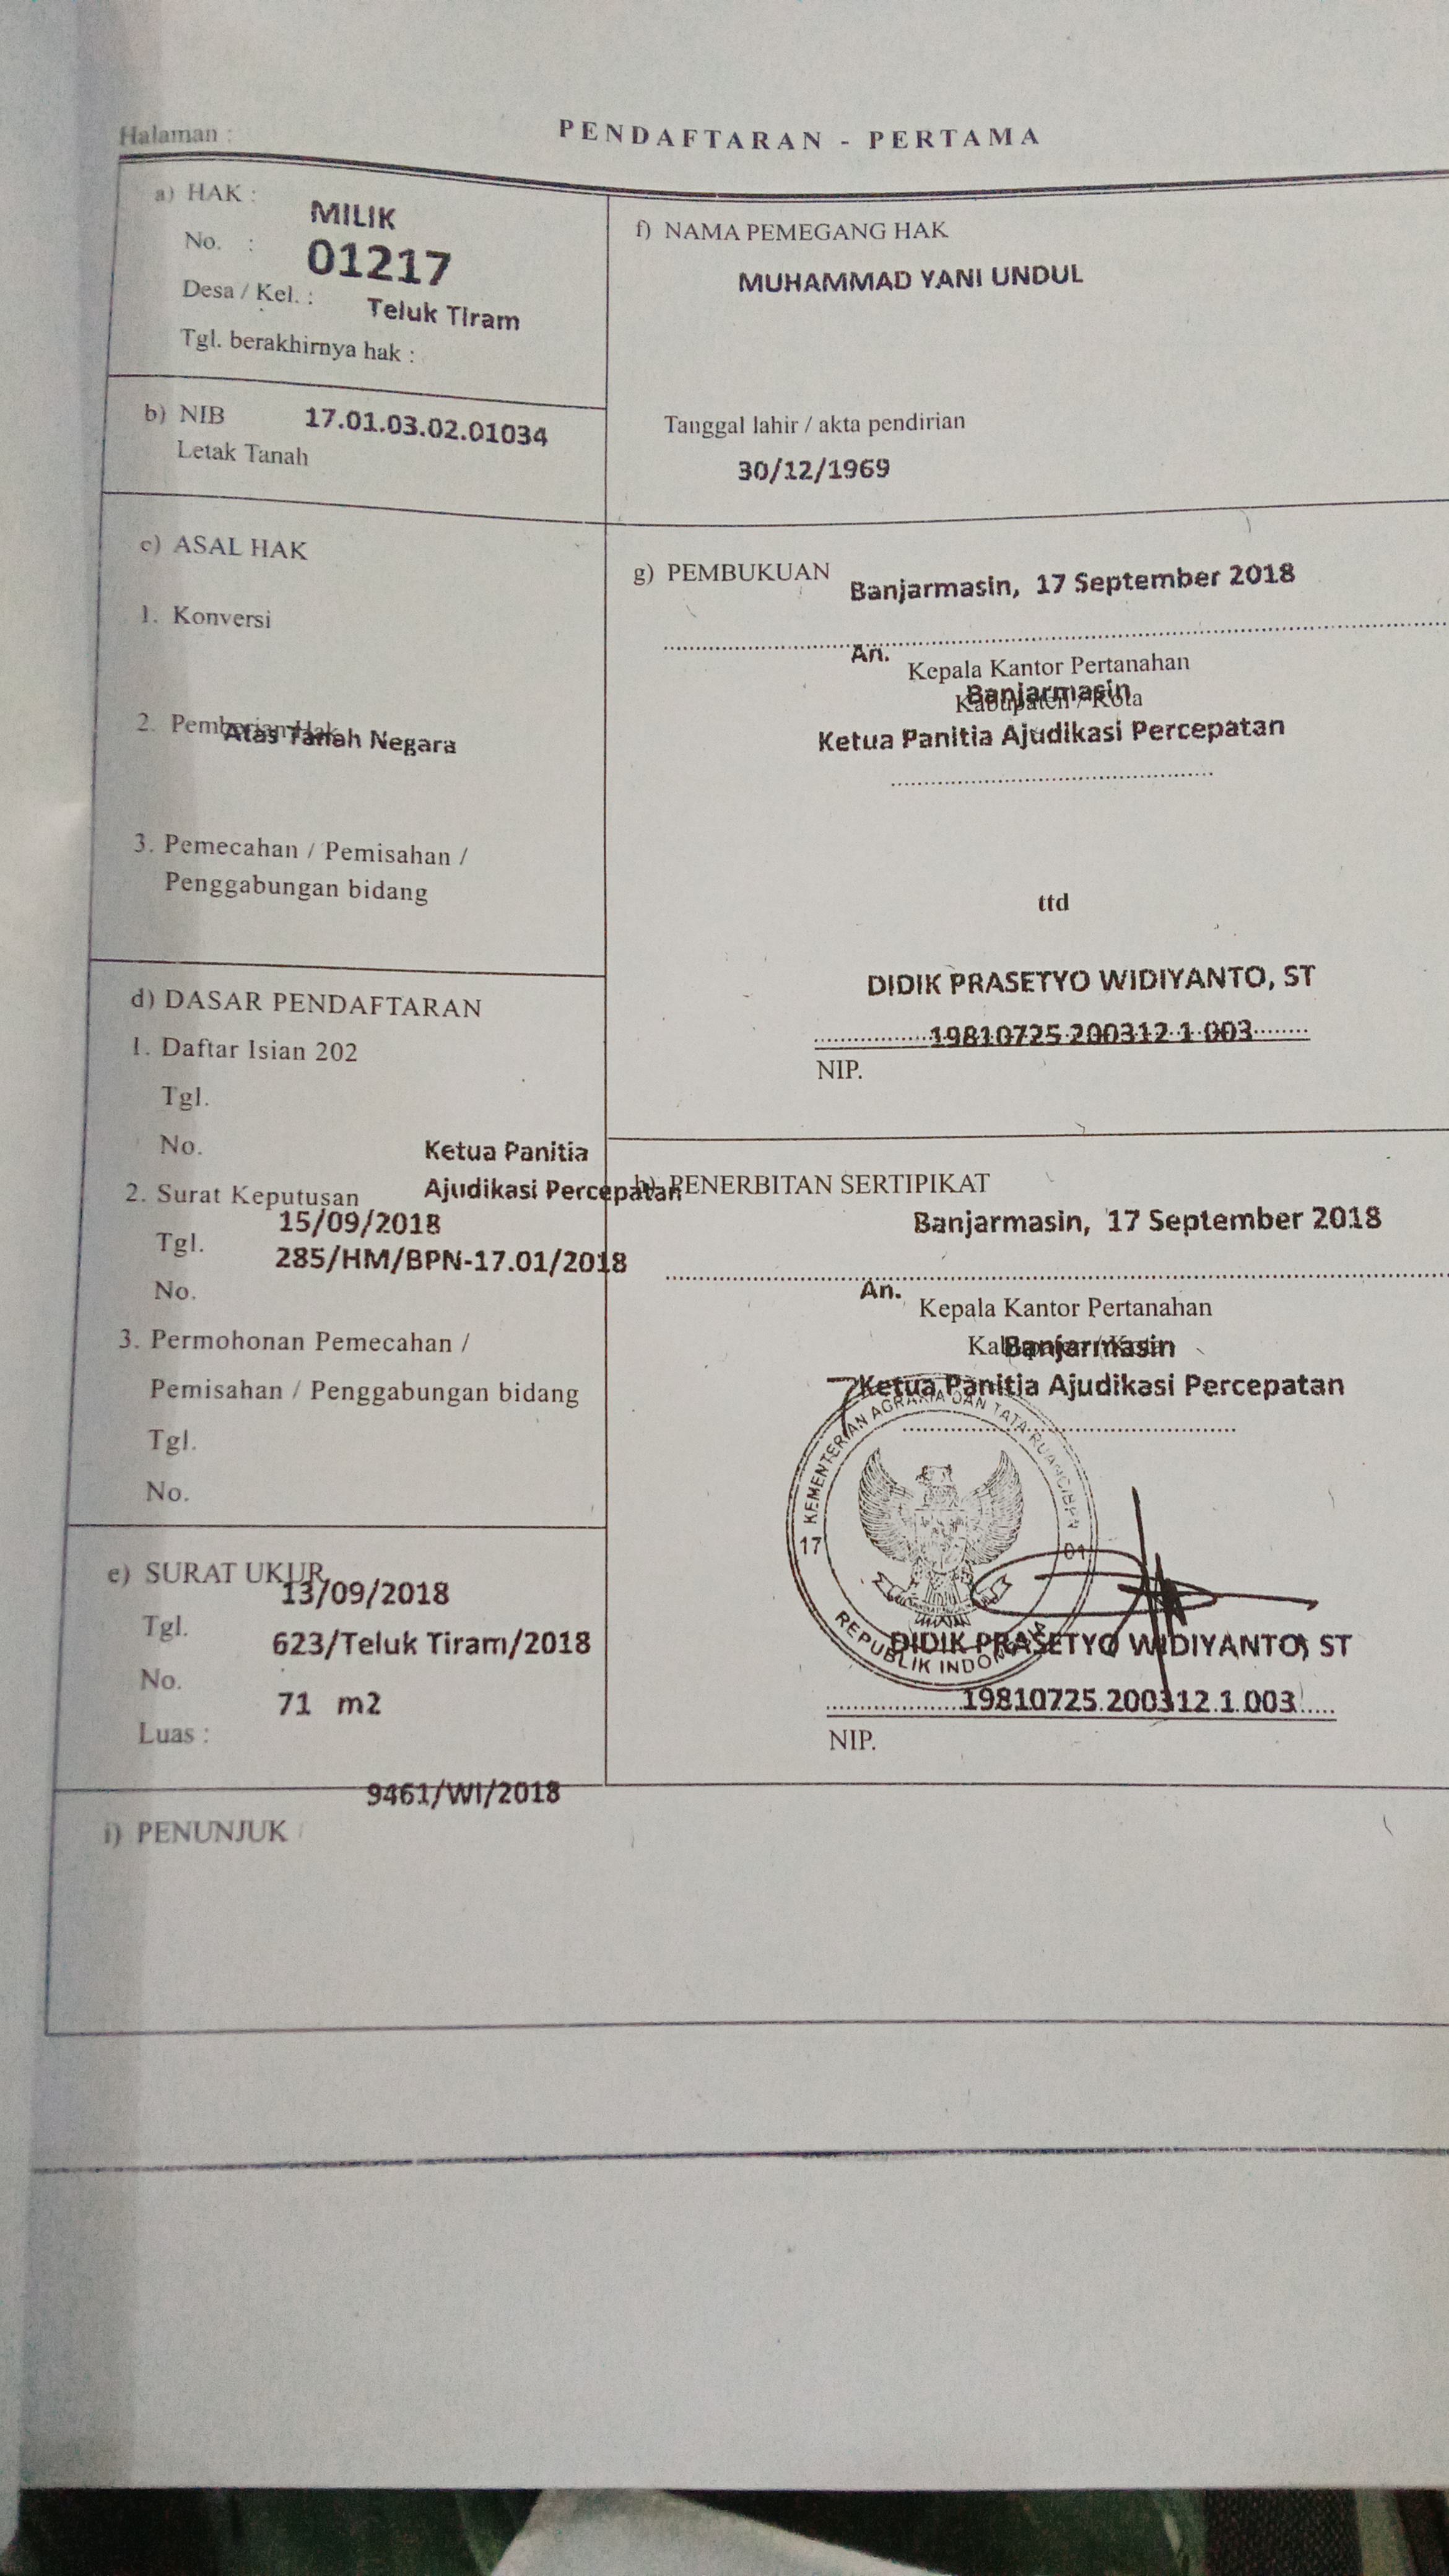 Halaman :
PENDAFTARAN - PERTAMA
a) HAK :
MILIK
No. :
01217
Desa / Kel. :
Teluk Tiram
Tgl. berakhirnya hak :
b) NIB
17.01.03.02.01034
Letak Tanah
c) ASAL HAK
1. Konversi
2. Pemberian Hak
Atas Tanah Negara
3. Pemecahan / Pemisahan /
Penggabungan bidang
d) DASAR PENDAFTARAN
1. Daftar Isian 202
Tgl.
No.
Ketua Panitia
2. Surat Keputusan
Ajudikasi Percepatan
15/09/2018
Tgl.
285/HM/BPN-17.01/2018
No.
3. Permohonan Pemecahan /
Pemisahan / Penggabungan bidang
Tgl.
No.
e) SURAT UKUR
13/09/2018
Tgl.
623/Teluk Tiram/2018
No.
71 m2
Luas :
f) NAMA PEMEGANG HAK
MUHAMMAD YANI UNDUL
Tanggal lahir / akta pendirian
30/12/1969
g) PEMBUKUAN
Banjarmasin, 17 September 2018
An.
Kepala Kantor Pertanahan
Banjarmasin
Kabupaten / Kota
Ketua Panitia Ajudikasi Percepatan
ttd
DIDIK PRASETYO WIDIYANTO, ST
19810725 200312 1 003
NIP.
h) PENERBITAN SERTIPIKAT
Banjarmasin, 17 September 2018
An.
Kepala Kantor Pertanahan
Kabupaten / Kota
Banjarmasin
Ketua Panitia Ajudikasi Percepatan
KEMENTERIAN AGRARIA DAN TATA RUANG/BPN
17
01
REPUBLIK INDONESIA
DIDIK PRASETYO WIDIYANTO, ST
19810725 200312 1 003
NIP.
9461/WI/2018
i) PENUNJUK